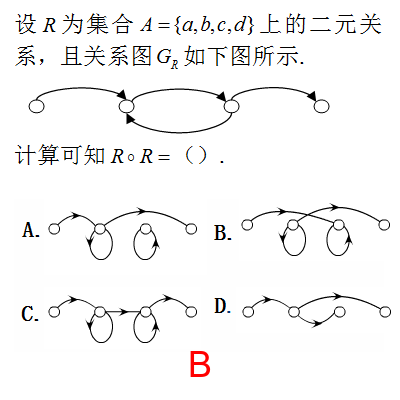 设 R 为集合 A={a,b,c,d} 上的二元关
系，且关系图 G_R 如下图所示.
计算可知 R∘R=（）.
A. B.
C. D.
B